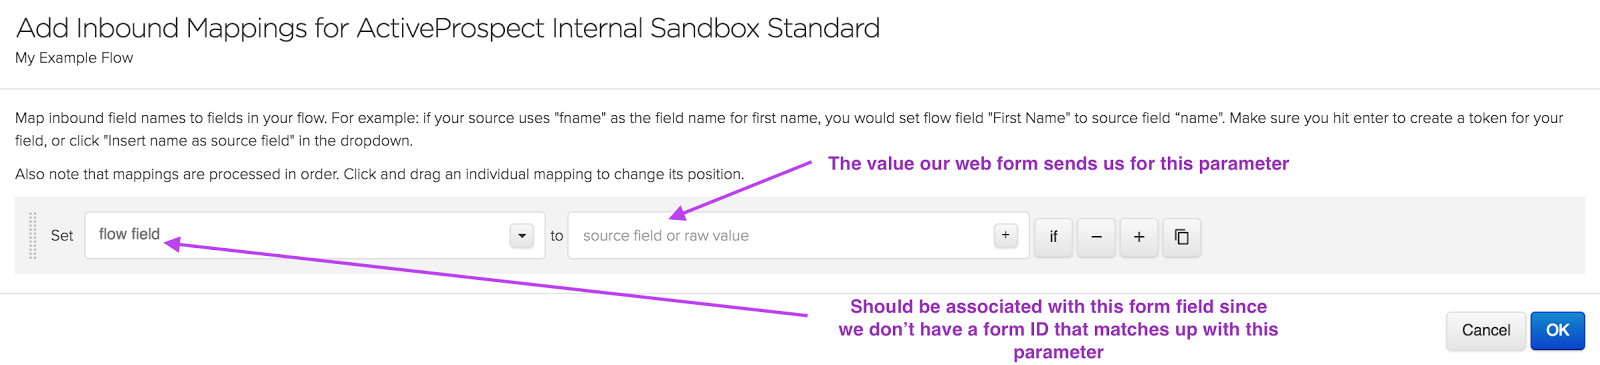 Add Inbound Mappings for ActiveProspect Internal Sandbox Standard
My Example Flow
Map inbound field names to fields in your flow. For example: if your source uses "fname" as the field name for first name, you would set flow field "First Name" to source field “name". Make sure you hit enter to create a token for your
field, or click "Insert name as source field" in the dropdown.
The value our web form sends us for this parameter
Also note that mappings are processed in order. Click and drag an individual mapping to change its position.
Set flow field to source field or raw value + if − +
Should be associated with this form field since
we don’t have a form ID that matches up with this
parameter
Cancel OK